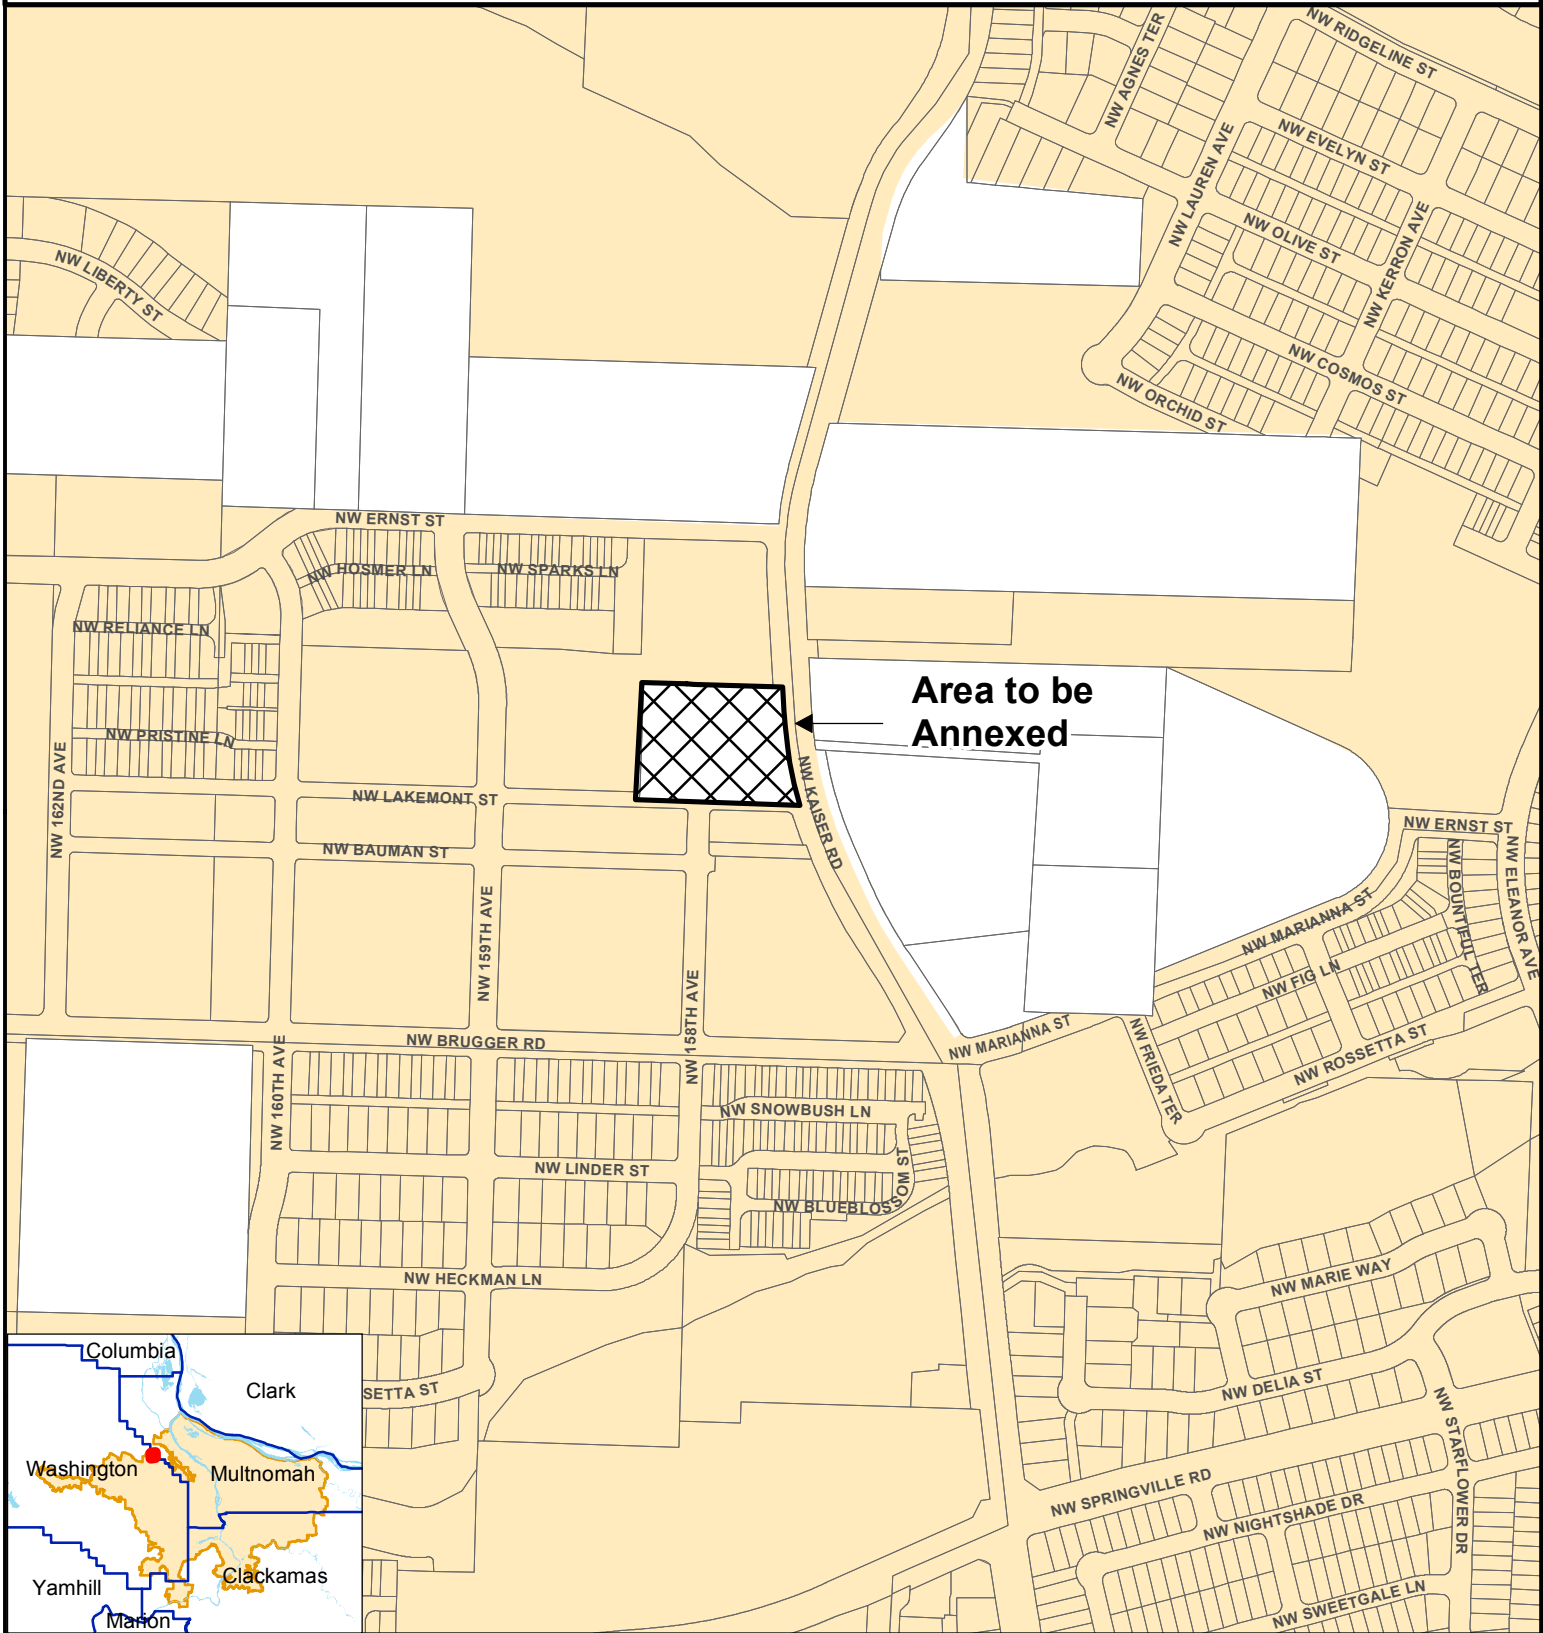 NW RIDGELINE ST
NW AGNES TER
NW EVELYN ST
NW LAUREN AVE
NW OLIVE ST
NW KERRON AVE
NW LIBERTY ST
NW COSMOS ST
NW ORCHID ST
NW ERNST ST
NW HOSMER LN
NW SPARKS LN
NW RELIANCE LN
Area to be
Annexed
NW PRISTINE LN
NW 162ND AVE
NW LAKEMONT ST
NW KAISER RD
NW BAUMAN ST
NW ERNST ST
NW BOUNTIFUL TER
NW ELEANOR AVE
NW 159TH AVE
NW MARIANNA ST
NW FIG LN
NW 158TH AVE
NW BRUGGER RD
NW MARIANNA ST
NW 160TH AVE
NW FRIEDA TER
NW ROSSETTA ST
NW SNOWBUSH LN
NW LINDER ST
NW BLUEBLOSSOM ST
NW HECKMAN LN
NW MARIE WAY
SETTA ST
NW DELIA ST
NW STARFLOWER DR
NW SPRINGVILLE RD
NW NIGHTSHADE DR
NW SWEETGALE LN
Columbia
Clark
Washington
Multnomah
Yamhill
Clackamas
Marion